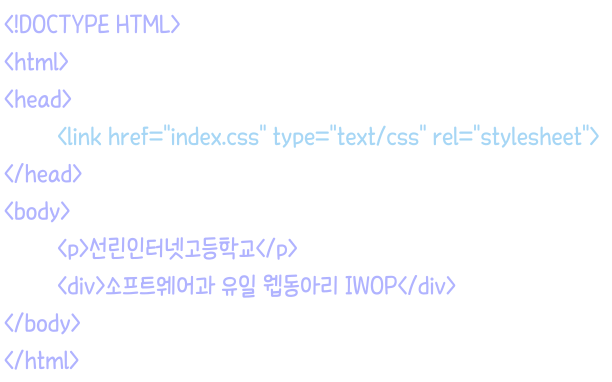 <!DOCTYPE HTML>
<html>
<head>
<link href="index.css" type="text/css" rel="stylesheet">
</head>
<body>
<p>선린인터넷고등학교</p>
<div>소프트웨어과 유일 웹동아리 IWOP</div>
</body>
</html>